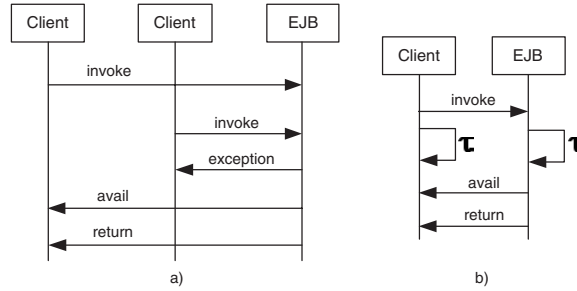 Client Client EJB
invoke
invoke
exception
avail
return
a)
Client EJB
invoke
τ τ
avail
return
b)